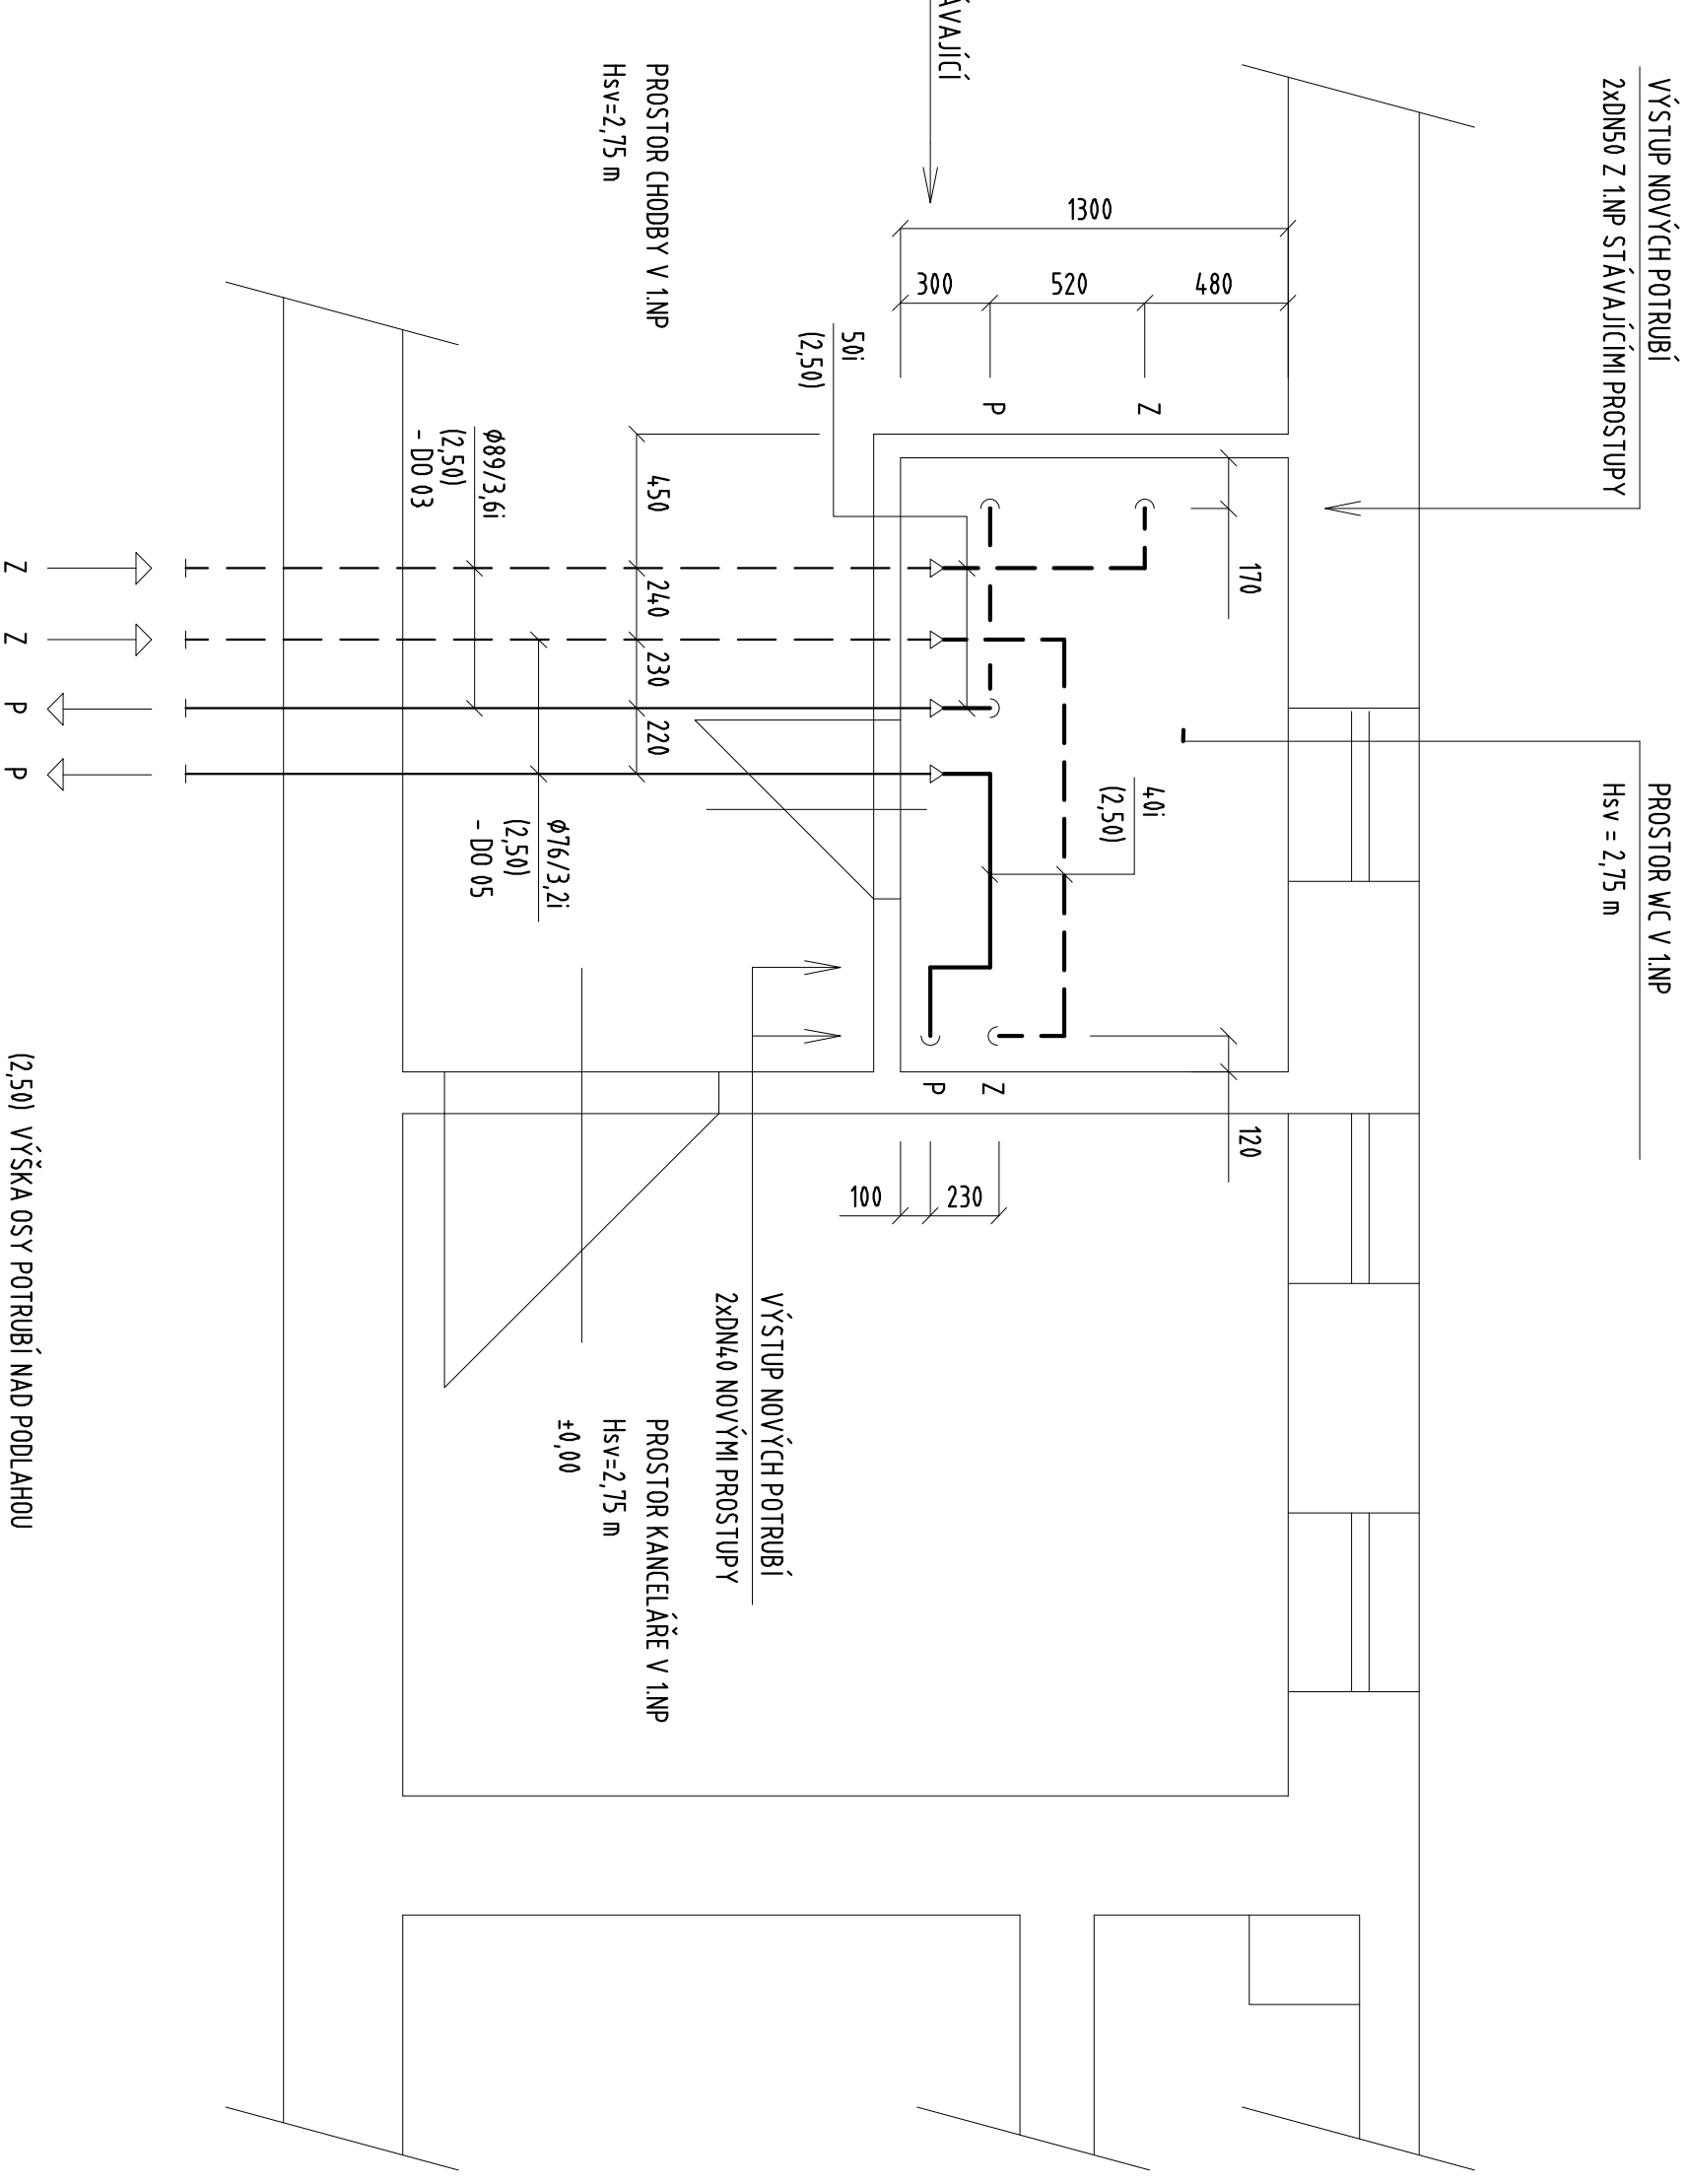 VÝSTUP NOVÝCH POTRUBÍ
2xDN50 Z 1.NP STÁVAJÍCÍMI PROSTUPY
PROSTOR WC V 1.NP
Hsv = 2,75 m
ÁVAJÍCÍ
1300
300
520
480
P
Z
170
120
50i
(2,50)
40i
(2,50)
PROSTOR CHODBY V 1.NP
Hsv=2,75 m
450
240
230
220
Ø89/3,6i
(2,50)
- DO 03
Ø76/3,2i
(2,50)
- DO 05
P
Z
100
230
VÝSTUP NOVÝCH POTRUBÍ
2xDN40 NOVÝMI PROSTUPY
PROSTOR KANCELÁŘE V 1.NP
Hsv=2,75 m
±0,00
Z
Z
P
P
(2,50) VÝŠKA OSY POTRUBÍ NAD PODLAHOU